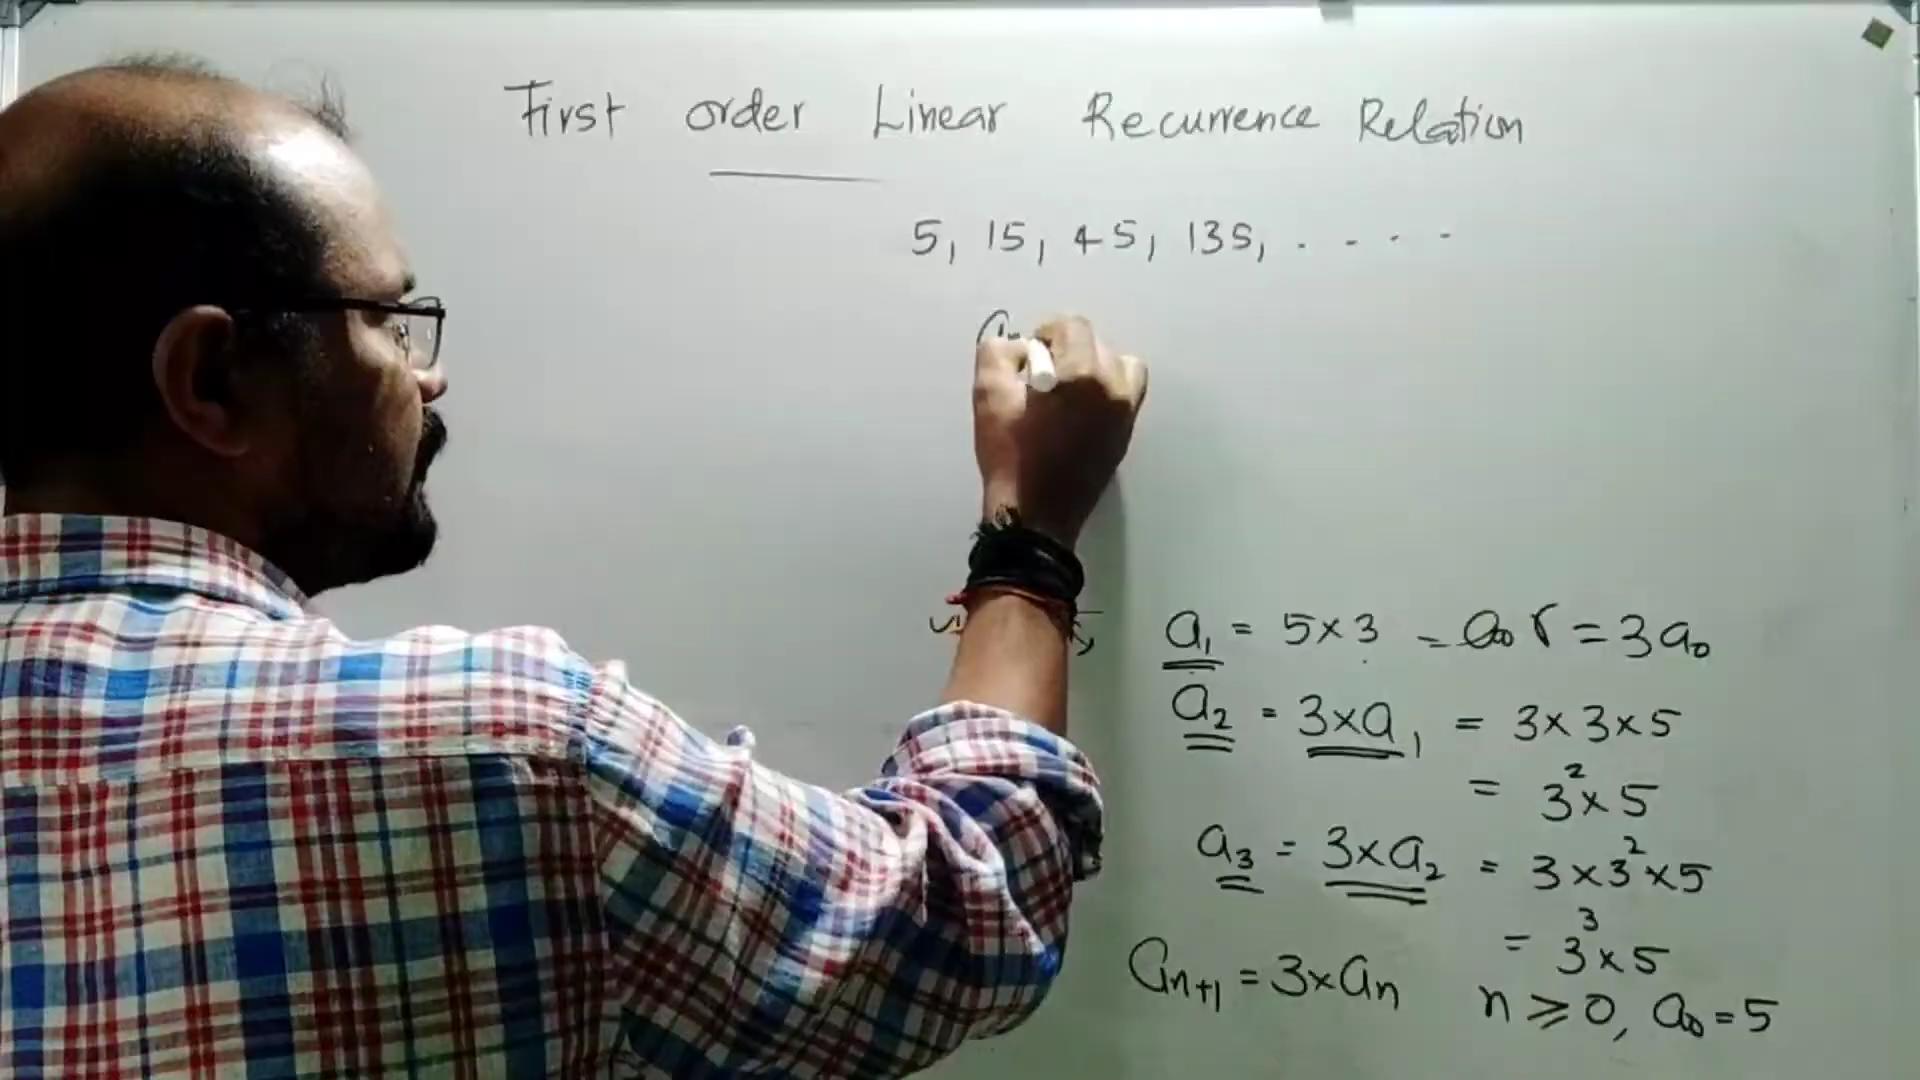 First order Linear Recurrence Relation
5, 15, 45, 135, . . . .
a₁ = 5×3 = a₀ r = 3a₀
a₂ = 3×a₁ = 3×3×5
= 3²×5
a₃ = 3×a₂ = 3×3²×5
= 3³×5
aₙ₊₁ = 3×aₙ n ⩾ 0, a₀ = 5